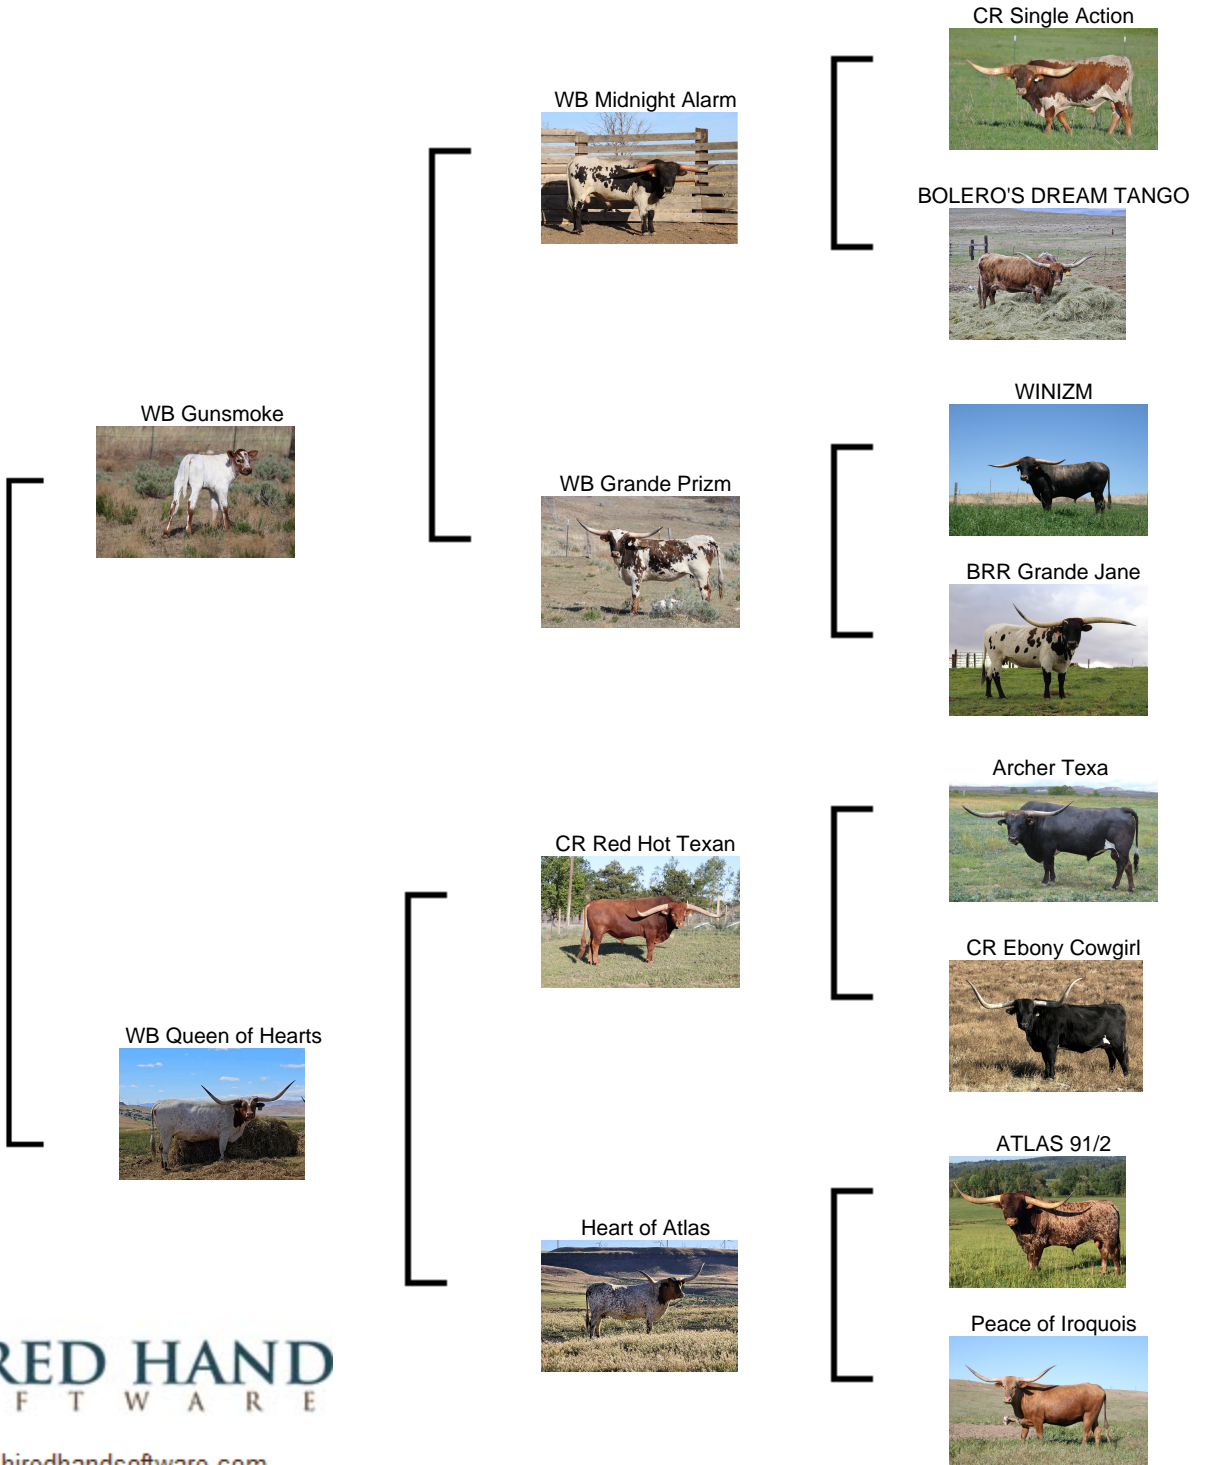 CR Single Action
WB Midnight Alarm
BOLERO'S DREAM TANGO
WINIZM
WB Gunsmoke
WB Grande Prizm
BRR Grande Jane
Archer Texa
CR Red Hot Texan
CR Ebony Cowgirl
WB Queen of Hearts
ATLAS 91/2
Heart of Atlas
Peace of Iroquois
RED HAND
F T W A R E
hiredhandsoftware.com